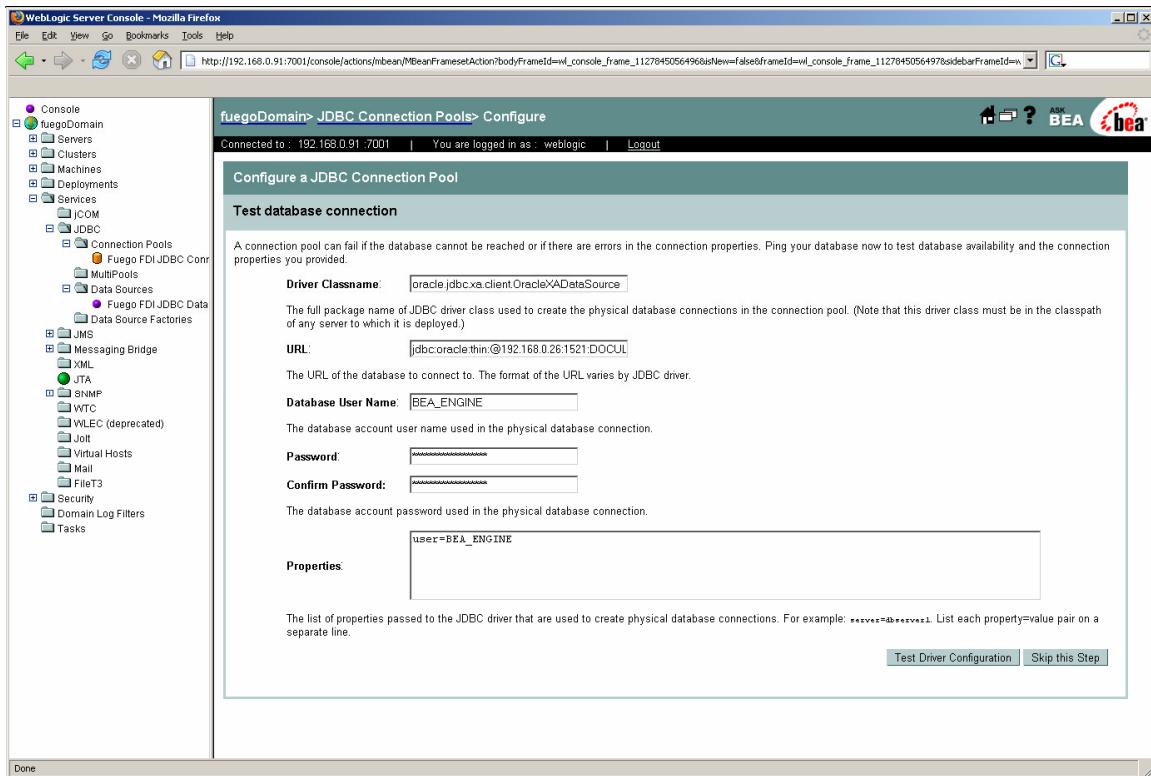 WebLogic Server Console - Mozilla Firefox
File Edit View Go Bookmarks Tools Help
http://192.168.0.91:7001/console/actions/mbean/MBeanFramesetAction?bodyFrameId=wl_console_frame_1127845056496&isNew=false&frameId=wl_console_frame_1127845056497&sidebarFrameId=w
Console
fuegoDomain
Servers
Clusters
Machines
Deployments
Services
jCOM
JDBC
Connection Pools
Fuego FDI JDBC Conr
MultiPools
Data Sources
Fuego FDI JDBC Data
Data Source Factories
JMS
Messaging Bridge
XML
JTA
SNMP
WTC
WLEC (deprecated)
Jolt
Virtual Hosts
Mail
FileT3
Security
Domain Log Filters
Tasks
fuegoDomain> JDBC Connection Pools> Configure
? ASK BEA bea
Connected to : 192.168.0.91 :7001 | You are logged in as : weblogic | Logout
Configure a JDBC Connection Pool
Test database connection
A connection pool can fail if the database cannot be reached or if there are errors in the connection properties. Ping your database now to test database availability and the connection
properties you provided.
Driver Classname: oracle.jdbc.xa.client.OracleXADataSource
The full package name of JDBC driver class used to create the physical database connections in the connection pool. (Note that this driver class must be in the classpath
of any server to which it is deployed.)
URL: jdbc:oracle:thin:@192.168.0.26:1521:DOCUL
The URL of the database to connect to. The format of the URL varies by JDBC driver.
Database User Name: BEA_ENGINE
The database account user name used in the physical database connection.
Password:
Confirm Password:
The database account password used in the physical database connection.
Properties: user=BEA_ENGINE
The list of properties passed to the JDBC driver that are used to create physical database connections. For example: server=dbserver1. List each property=value pair on a
separate line.
Test Driver Configuration Skip this Step
Done